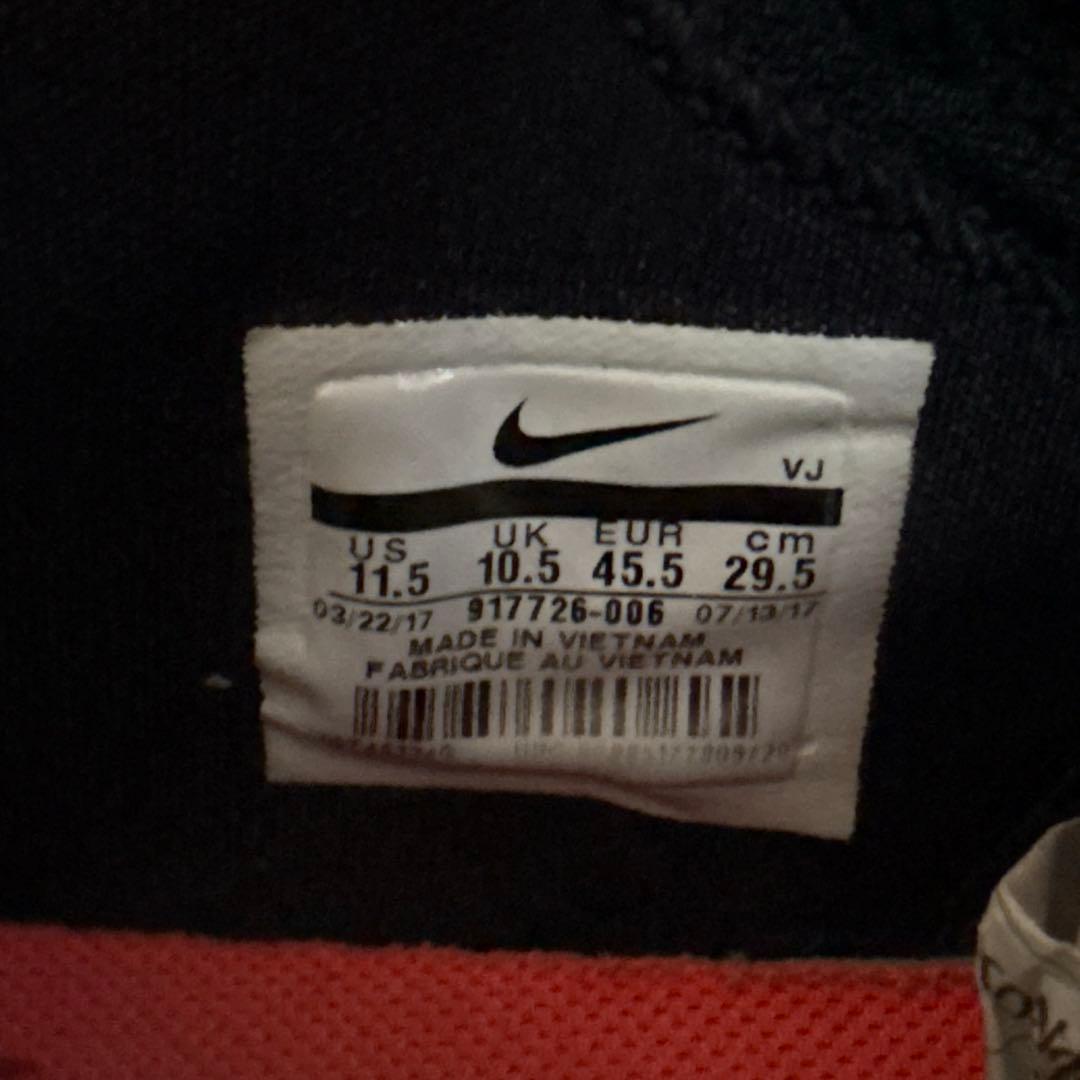 VJ
US UK EUR cm
11.5 10.5 45.5 29.5
03/22/17 917726-006 07/13/17
MADE IN VIETNAM
FABRIQUE AU VIETNAM